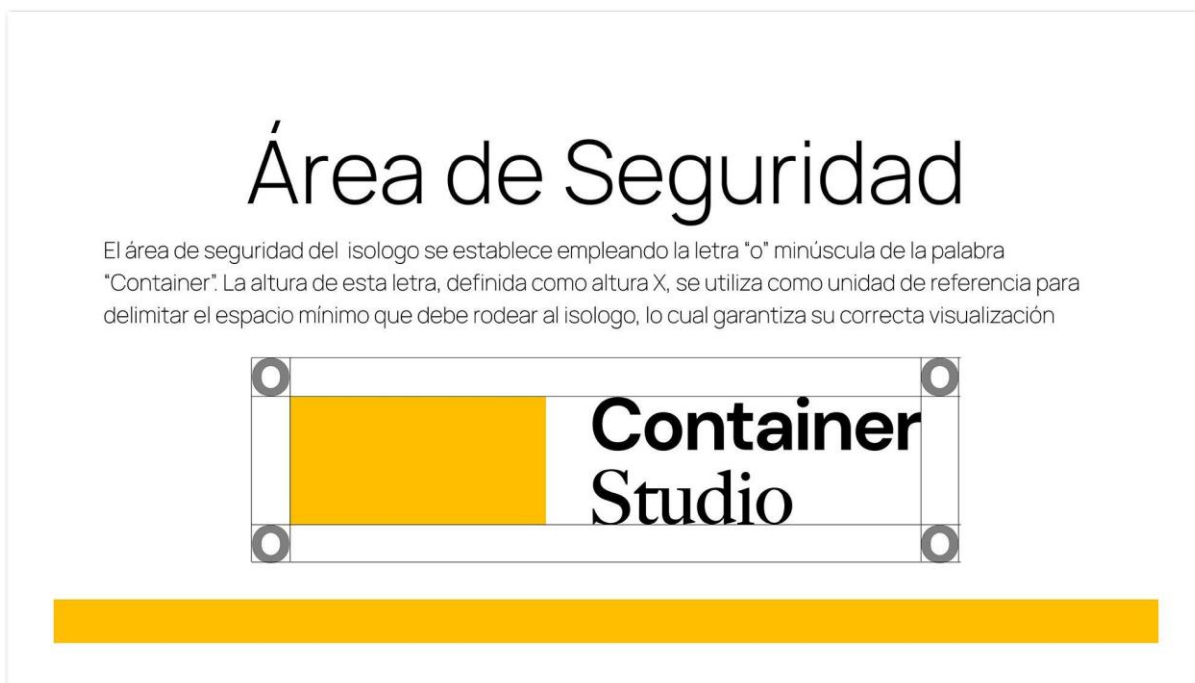 Área de Seguridad
El área de seguridad del isologo se establece empleando la letra “o” minúscula de la palabra
“Container”. La altura de esta letra, definida como altura X, se utiliza como unidad de referencia para
delimitar el espacio mínimo que debe rodear al isologo, lo cual garantiza su correcta visualización
o o
Container
Studio
o o